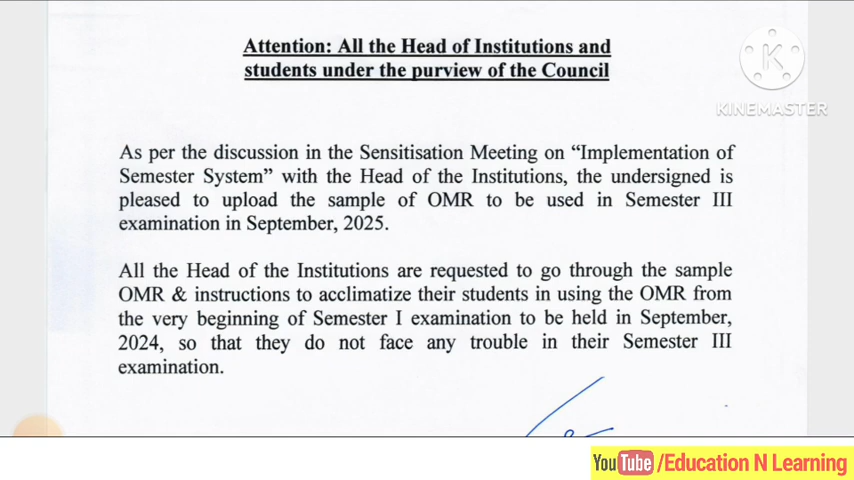 Attention: All the Head of Institutions and
students under the purview of the Council
K
KINEMASTER
As per the discussion in the Sensitisation Meeting on “Implementation of
Semester System” with the Head of the Institutions, the undersigned is
pleased to upload the sample of OMR to be used in Semester III
examination in September, 2025.
All the Head of the Institutions are requested to go through the sample
OMR & instructions to acclimatize their students in using the OMR from
the very beginning of Semester I examination to be held in September,
2024, so that they do not face any trouble in their Semester III
examination.
YouTube/Education N Learning